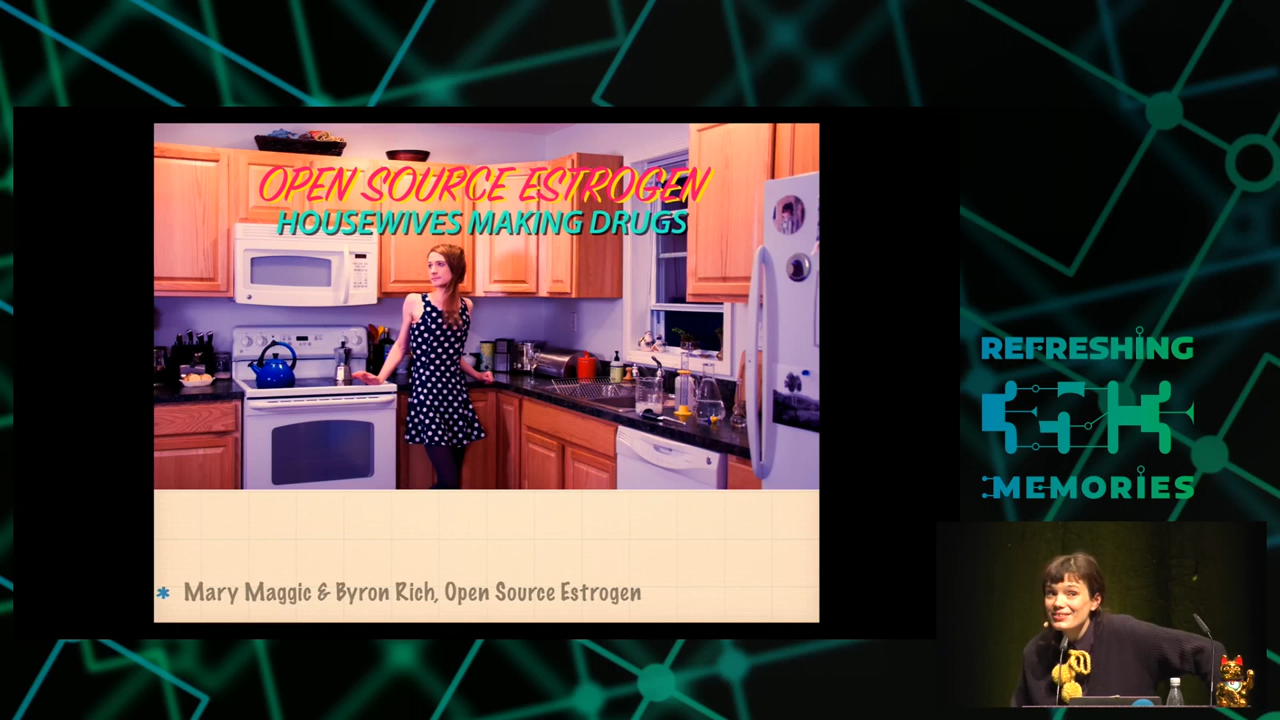 OPEN SOURCE ESTROGEN
HOUSEWIVES MAKING DRUGS
* Mary Maggic & Byron Rich, Open Source Estrogen
REFRESHING
MEMORIES